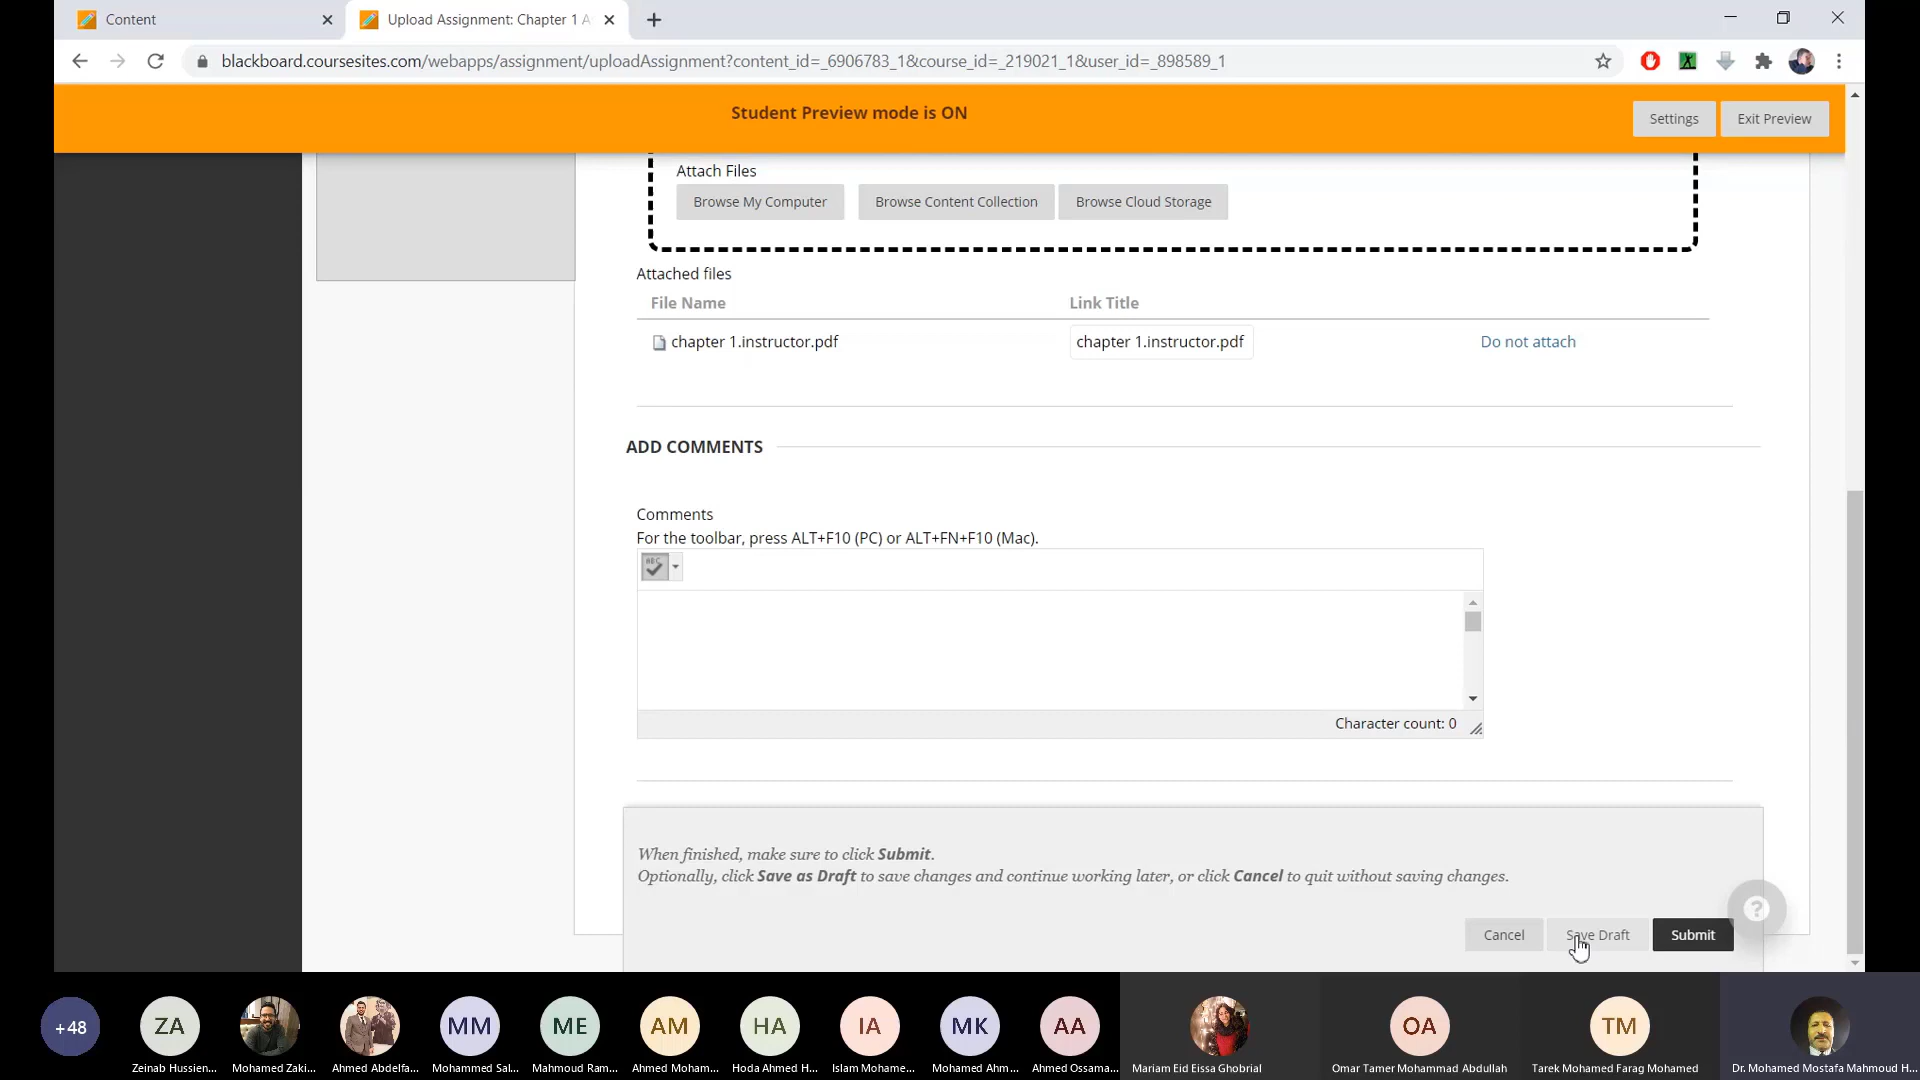 Content
Upload Assignment: Chapter 1 A
blackboard.coursesites.com/webapps/assignment/uploadAssignment?content_id=_6906783_1&course_id=_219021_1&user_id=_898589_1
Student Preview mode is ON
Settings
Exit Preview
Attach Files
Browse My Computer
Browse Content Collection
Browse Cloud Storage
Attached files
File Name
Link Title
chapter 1.instructor.pdf
chapter 1.instructor.pdf
Do not attach
ADD COMMENTS
Comments
For the toolbar, press ALT+F10 (PC) or ALT+FN+F10 (Mac).
ABC
Character count: 0
When finished, make sure to click Submit.
Optionally, click Save as Draft to save changes and continue working later, or click Cancel to quit without saving changes.
?
Cancel
Save Draft
Submit
+48
ZA
MM
ME
AM
HA
IA
MK
AA
OA
TM
Zeinab Hussien...
Mohamed Zaki...
Ahmed Abdelfa...
Mohammed Sal...
Mahmoud Ram...
Ahmed Moham...
Hoda Ahmed H...
Islam Mohame...
Mohamed Ahm...
Ahmed Ossama...
Mariam Eid Eissa Ghobrial
Omar Tamer Mohammad Abdullah
Tarek Mohamed Farag Mohamed
Dr. Mohamed Mostafa Mahmoud H...